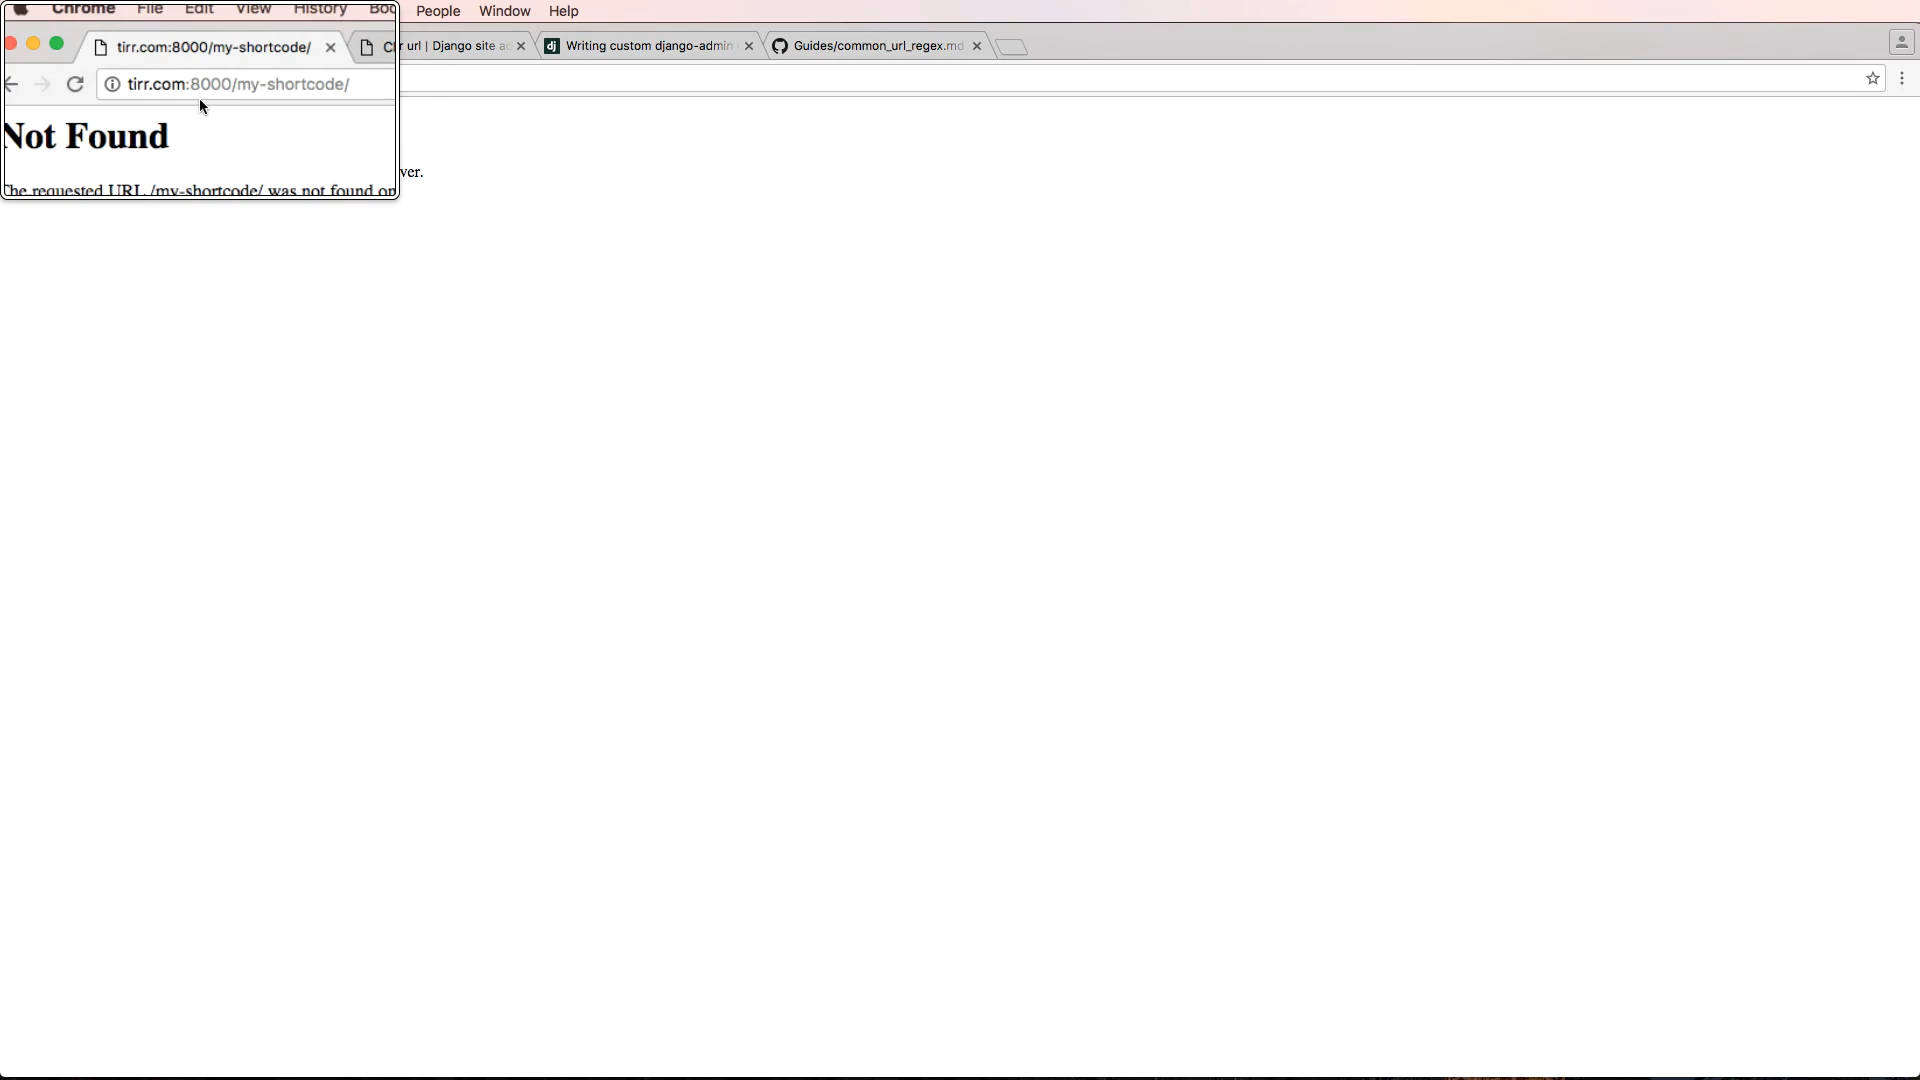 Chrome File Edit View History Boo People Window Help
tirr.com:8000/my-shortcode/ r url | Django site a Writing custom django-admin Guides/common_url_regex.md
tirr.com:8000/my-shortcode/
Not Found
The requested URL /my-shortcode/ was not found on ver.